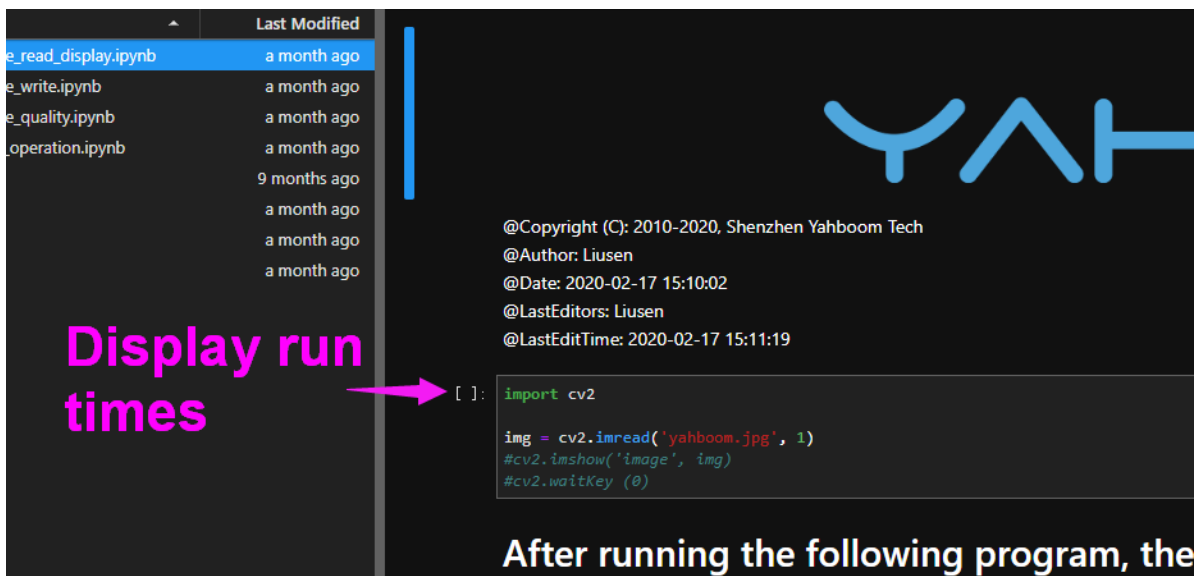 Last Modified
e_read_display.ipynb a month ago
e_write.ipynb a month ago
e_quality.ipynb a month ago
_operation.ipynb a month ago
9 months ago
a month ago
a month ago
a month ago
Display run
times
YAH
@Copyright (C): 2010-2020, Shenzhen Yahboom Tech
@Author: Liusen
@Date: 2020-02-17 15:10:02
@LastEditors: Liusen
@LastEditTime: 2020-02-17 15:11:19
[ ]: import cv2
img = cv2.imread('yahboom.jpg', 1)
#cv2.imshow('image', img)
#cv2.waitKey (0)
After running the following program, the